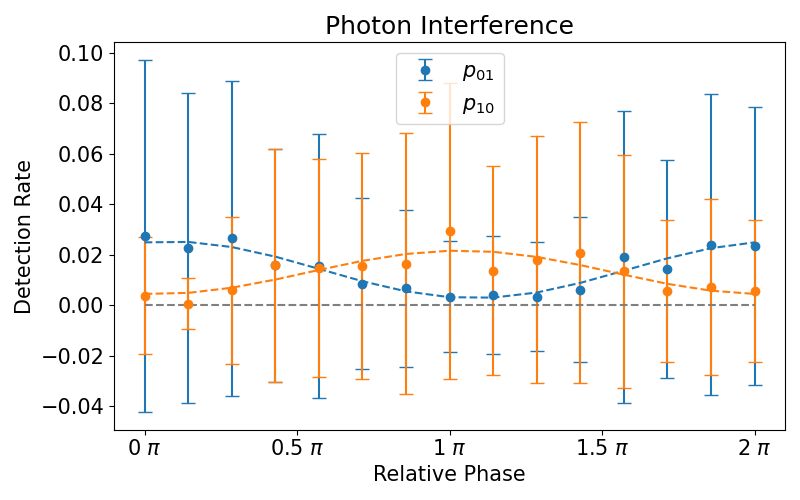 Photon Interference
p₀₁
p₁₀
Detection Rate
0.10
0.08
0.06
0.04
0.02
0.00
−0.02
−0.04
0 π
0.5 π
1 π
1.5 π
2 π
Relative Phase